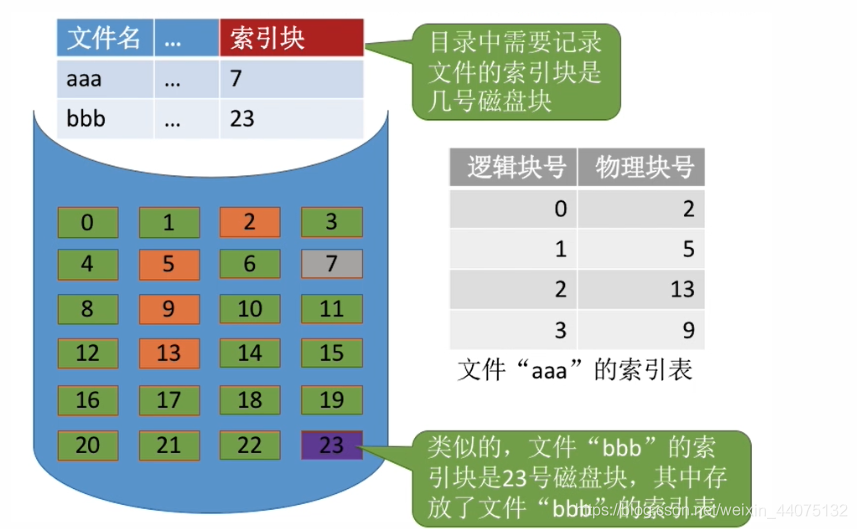 文件名 ... 索引块
aaa ... 7
bbb ... 23
目录中需要记录
文件的索引块是
几号磁盘块
逻辑块号 物理块号
0 2
1 5
2 13
3 9
文件“aaa”的索引表
0 1 2 3
4 5 6 7
8 9 10 11
12 13 14 15
16 17 18 19
20 21 22 23
类似的，文件“bbb”的索
引块是23号磁盘块，其中存
放了文件“bbb”的索引表
https://blog.csdn.net/weixin_44075132